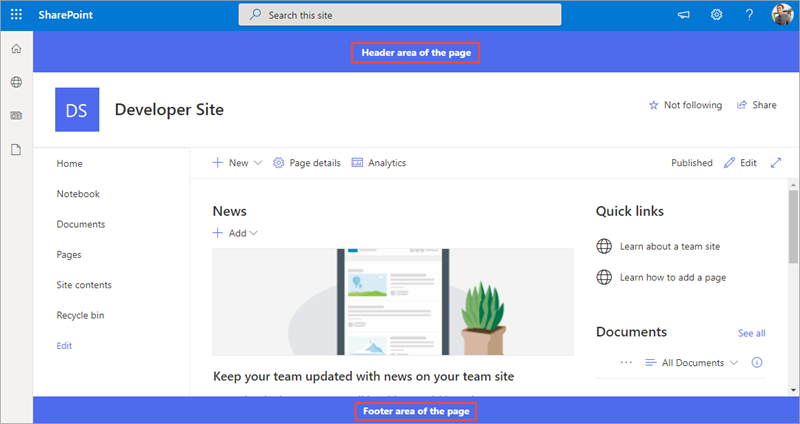 SharePoint
Search this site
Header area of the page
DS
Developer Site
Not following
Share
Home
Notebook
Documents
Pages
Site contents
Recycle bin
Edit
New
Page details
Analytics
Published
Edit
News
Add
Keep your team updated with news on your team site
Quick links
Learn about a team site
Learn how to add a page
Documents
See all
All Documents
Footer area of the page